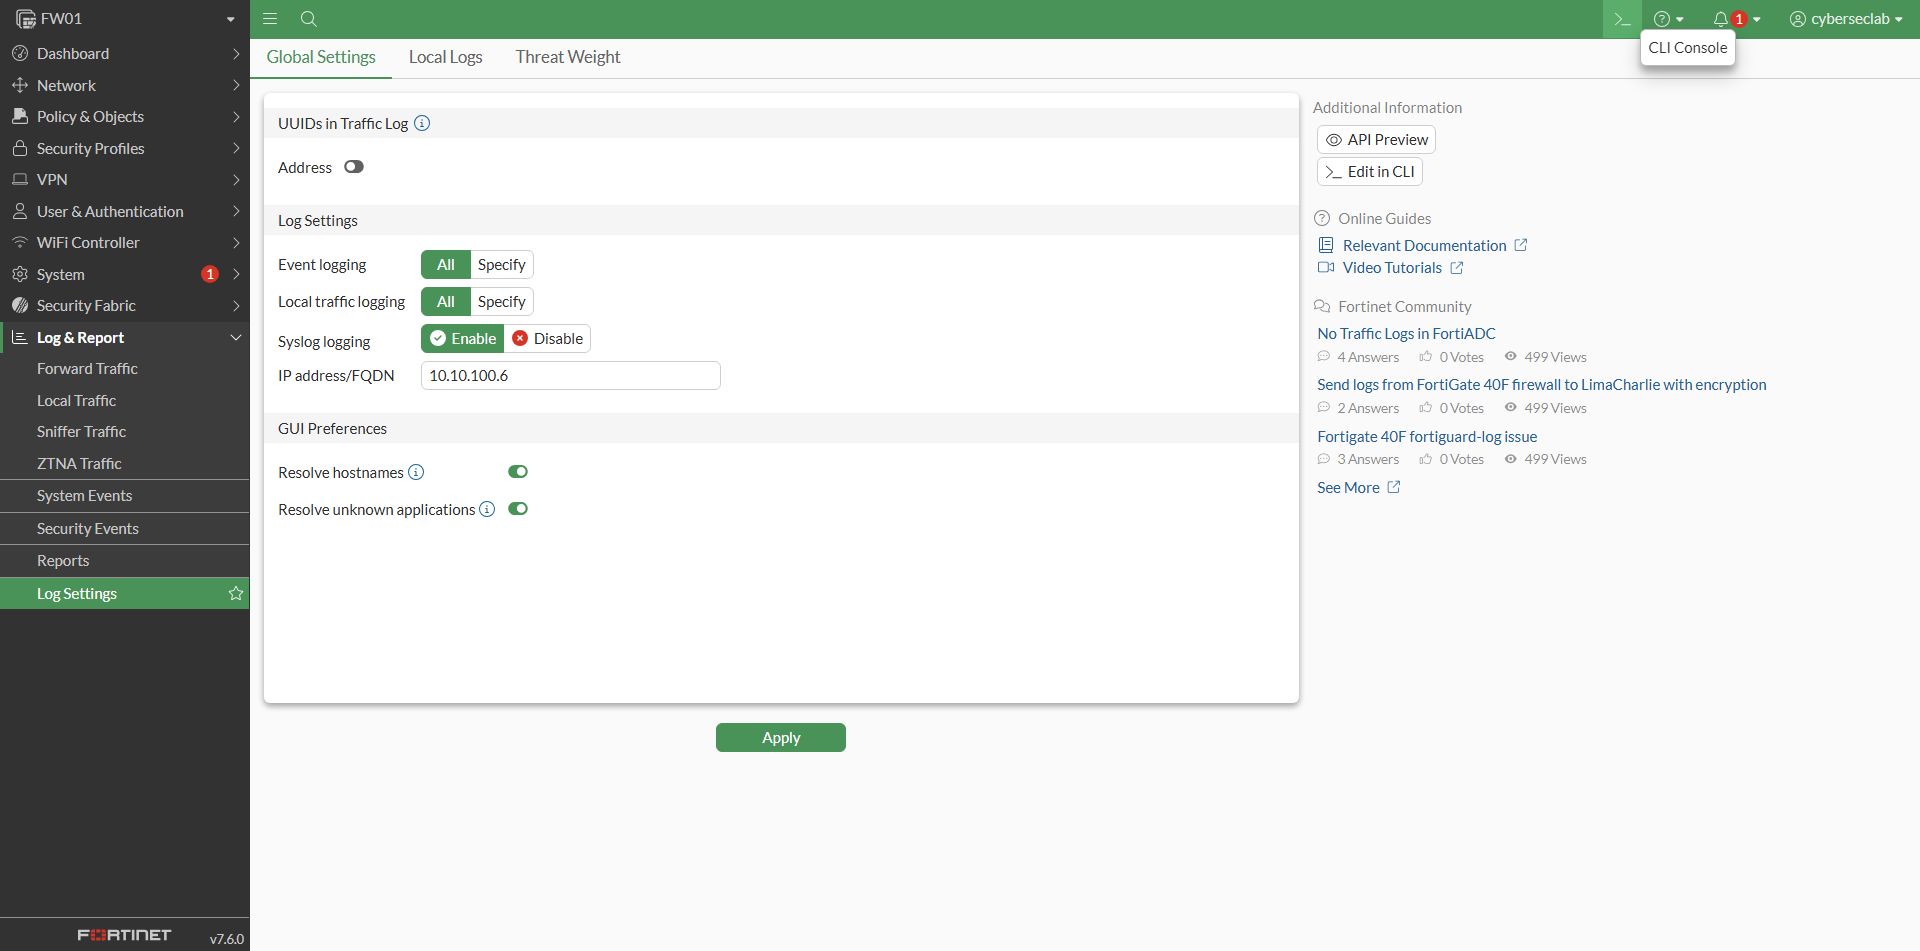 FW01
1
cyberseclab
CLI Console
Dashboard
Network
Policy & Objects
Security Profiles
VPN
User & Authentication
WiFi Controller
System
1
Security Fabric
Log & Report
Forward Traffic
Local Traffic
Sniffer Traffic
ZTNA Traffic
System Events
Security Events
Reports
Log Settings
FORTINET
v7.6.0
Global Settings
Local Logs
Threat Weight
UUIDs in Traffic Log
Address
Log Settings
Event logging
All
Specify
Local traffic logging
All
Specify
Syslog logging
Enable
Disable
IP address/FQDN
10.10.100.6
GUI Preferences
Resolve hostnames
Resolve unknown applications
Apply
Additional Information
API Preview
Edit in CLI
Online Guides
Relevant Documentation
Video Tutorials
Fortinet Community
No Traffic Logs in FortiADC
4 Answers 0 Votes 499 Views
Send logs from FortiGate 40F firewall to LimaCharlie with encryption
2 Answers 0 Votes 499 Views
Fortigate 40F fortiguard-log issue
3 Answers 0 Votes 499 Views
See More